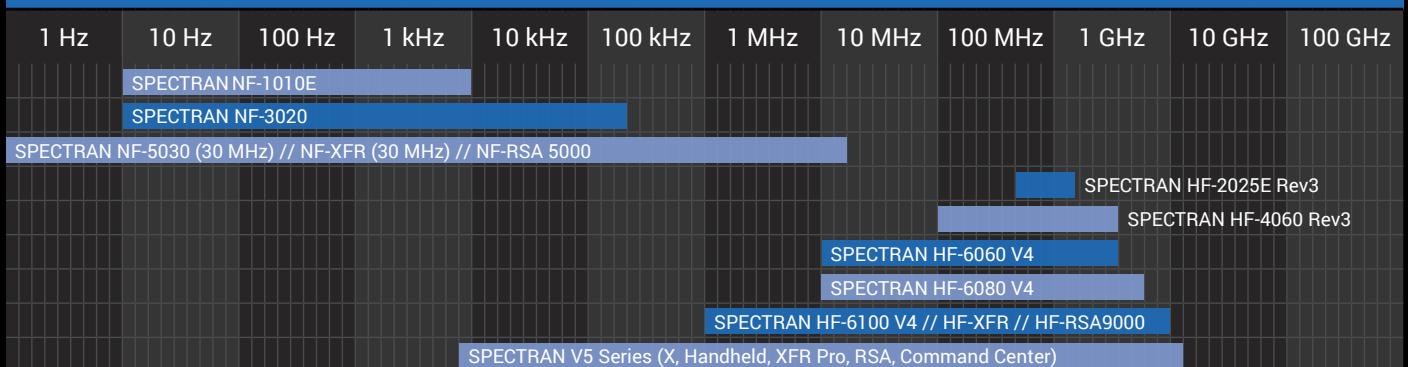 1 Hz 10 Hz 100 Hz 1 kHz 10 kHz 100 kHz 1 MHz 10 MHz 100 MHz 1 GHz 10 GHz 100 GHz
SPECTRAN NF-1010E
SPECTRAN NF-3020
SPECTRAN NF-5030 (30 MHz) // NF-XFR (30 MHz) // NF-RSA 5000
SPECTRAN HF-2025E Rev3
SPECTRAN HF-4060 Rev3
SPECTRAN HF-6060 V4
SPECTRAN HF-6080 V4
SPECTRAN HF-6100 V4 // HF-XFR // HF-RSA9000
SPECTRAN V5 Series (X, Handheld, XFR Pro, RSA, Command Center)